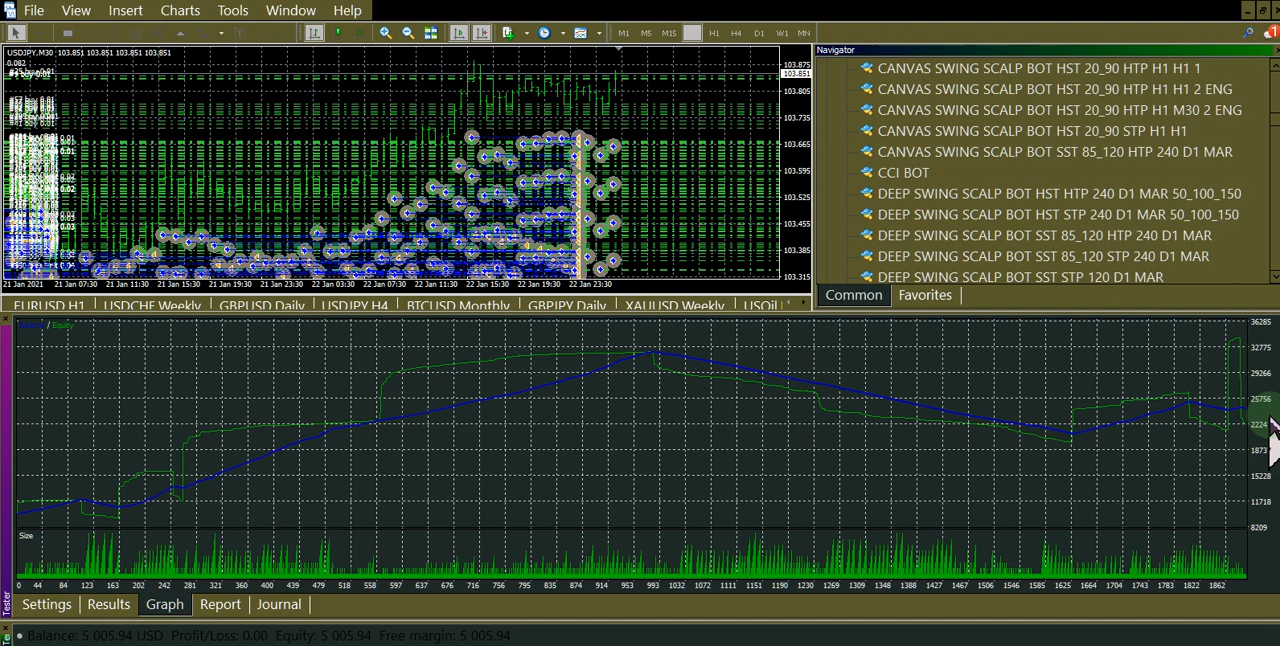 File View Insert Charts Tools Window Help
M1 M5 M15 H1 H4 D1 W1 MN
USDJPY,M30 103.851 103.851 103.851 103.851
0.082
103.875
103.851
103.805
103.735
103.665
103.595
103.525
103.455
103.385
103.315
21 Jan 2021 21 Jan 07:30 21 Jan 11:30 21 Jan 15:30 21 Jan 19:30 21 Jan 23:30 22 Jan 03:30 22 Jan 07:30 22 Jan 11:30 22 Jan 15:30 22 Jan 19:30 22 Jan 23:30
EURUSD H1 USDCHF Weekly GBPUSD Daily USDJPY H4 BTCUSD Monthly GBPJPY Daily XAUUSD Weekly USOil
Navigator
CANVAS SWING SCALP BOT HST 20_90 HTP H1 H1 1
CANVAS SWING SCALP BOT HST 20_90 HTP H1 H1 2 ENG
CANVAS SWING SCALP BOT HST 20_90 HTP H1 M30 2 ENG
CANVAS SWING SCALP BOT HST 20_90 STP H1 H1
CANVAS SWING SCALP BOT SST 85_120 HTP 240 D1 MAR
CCI BOT
DEEP SWING SCALP BOT HST HTP 240 D1 MAR 50_100_150
DEEP SWING SCALP BOT HST STP 240 D1 MAR 50_100_150
DEEP SWING SCALP BOT SST 85_120 HTP 240 D1 MAR
DEEP SWING SCALP BOT SST 85_120 STP 240 D1 MAR
DEEP SWING SCALP BOT SST STP 120 D1 MAR
Common Favorites
/ Equity
36285
32775
29266
25756
2224
1873
15228
11718
8209
Size
0 44 84 123 163 202 242 281 321 360 400 439 479 518 558 597 637 676 716 755 795 835 874 914 953 993 1032 1072 1111 1151 1190 1230 1269 1309 1348 1388 1427 1467 1506 1546 1585 1625 1664 1704 1743 1783 1822 1862
Tester
Settings Results Graph Report Journal
Balance: 5 005.94 USD Profit/Loss: 0.00 Equity: 5 005.94 Free margin: 5 005.94